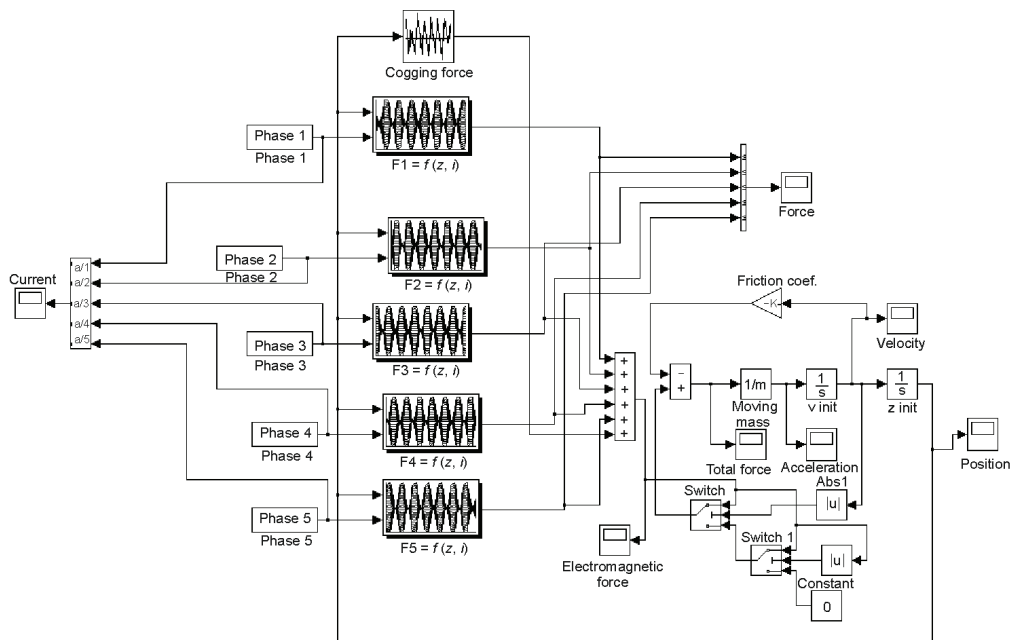 Cogging force
Phase 1
Phase 1
F1 = f (z, i)
Phase 2
Phase 2
F2 = f (z, i)
Phase 3
Phase 3
F3 = f (z, i)
Phase 4
Phase 4
F4 = f (z, i)
Phase 5
Phase 5
F5 = f (z, i)
Current
a/1
a/2
a/3
a/4
a/5
Force
Friction coef.
-K-
Velocity
+
+
+
+
+
+
-
+
1/m
Moving
mass
1
s
v init
1
s
z init
Position
Total force
Acceleration
Abs1
|u|
Switch
Switch 1
|u|
Constant
0
Electromagnetic
force